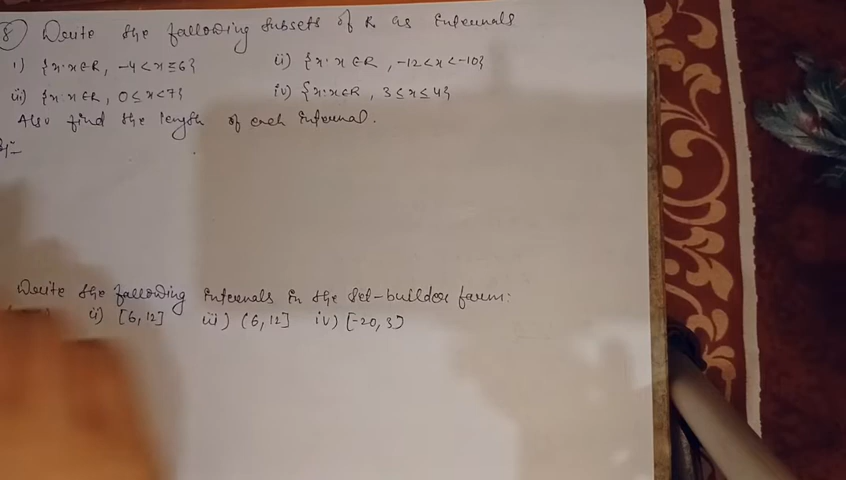 8 Write the following subsets of R as intervals
i) {x : x ∈ R, -4 < x ≤ 6} ii) {x : x ∈ R, -12 < x < -10}
iii) {x : x ∈ R, 0 ≤ x < 7} iv) {x : x ∈ R, 3 ≤ x ≤ 4}
Also find the length of each interval.
Write the following intervals in the set-builder form:
ii) [6, 12] iii) (6, 12] iv) [-20, 3)